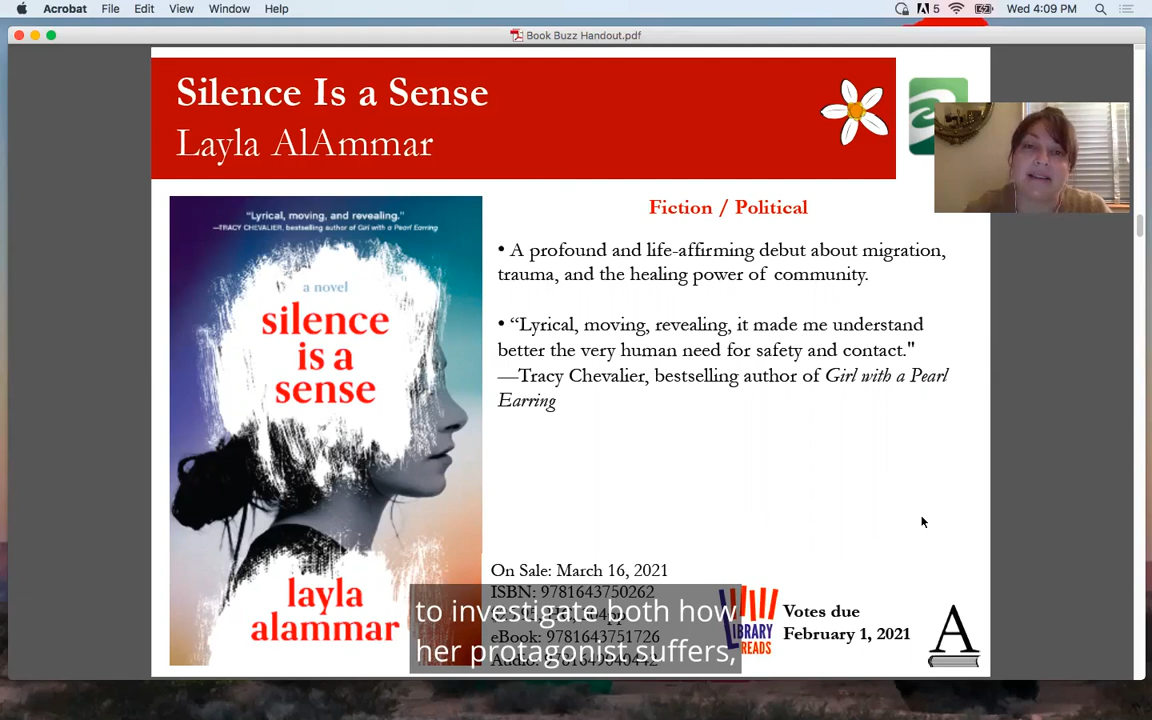 Acrobat File Edit View Window Help
5 Wed 4:09 PM
Book Buzz Handout.pdf
Silence Is a Sense
Layla AlAmmar
"Lyrical, moving, and revealing."
—TRACY CHEVALIER, bestselling author of Girl with a Pearl Earring
a novel
silence
is a
sense
layla
alammar
Fiction / Political
• A profound and life-affirming debut about migration,
trauma, and the healing power of community.
• “Lyrical, moving, revealing, it made me understand
better the very human need for safety and contact."
—Tracy Chevalier, bestselling author of Girl with a Pearl
Earring
On Sale: March 16, 2021
ISBN: 9781643750262
eBook: 9781643751726
Audio: 9781649040442
to investigate both how
her protagonist suffers,
LIBRARY
READS
Votes due
February 1, 2021
A